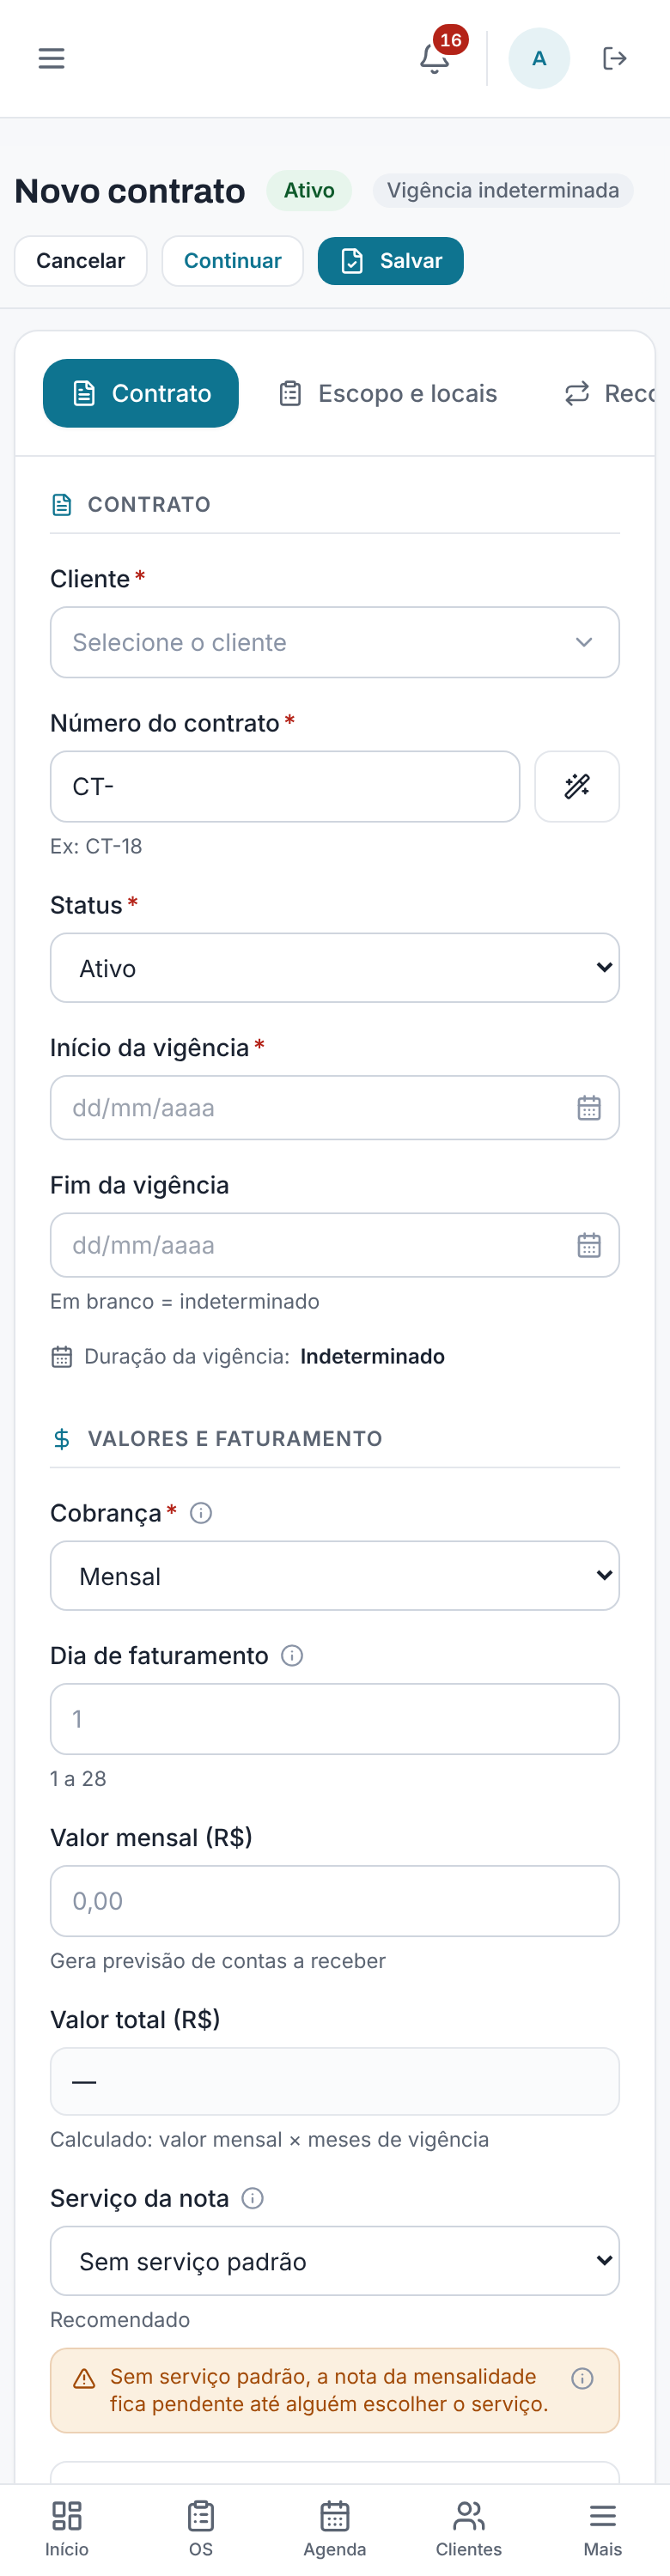 16
A
Novo contrato
Ativo
Vigência indeterminada
Cancelar
Continuar
Salvar
Contrato
Escopo e locais
Reco
CONTRATO
Cliente*
Selecione o cliente
Número do contrato*
CT-
Ex: CT-18
Status*
Ativo
Início da vigência*
dd/mm/aaaa
Fim da vigência
dd/mm/aaaa
Em branco = indeterminado
Duração da vigência: Indeterminado
VALORES E FATURAMENTO
Cobrança*
Mensal
Dia de faturamento
1
1 a 28
Valor mensal (R$)
0,00
Gera previsão de contas a receber
Valor total (R$)
—
Calculado: valor mensal × meses de vigência
Serviço da nota
Sem serviço padrão
Recomendado
Sem serviço padrão, a nota da mensalidade
fica pendente até alguém escolher o serviço.
Início
OS
Agenda
Clientes
Mais